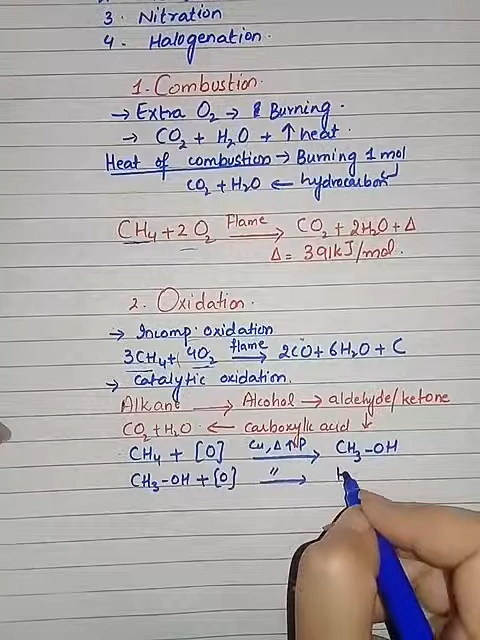 3. Nitration
4. Halogenation.
1. Combustion.
→ Extra O₂ → Burning.
→ CO₂ + H₂O + ↑ heat.
Heat of combustion → Burning 1 mol
CO₂ + H₂O ← hydrocarbon
CH₄ + 2 O₂ Flame → CO₂ + 2H₂O + Δ
Δ = 391kJ/mol.
2. Oxidation.
→ Incomp. oxidation
3CH₄ + 4O₂ flame → 2CO + 6H₂O + C
→ Catalytic oxidation.
Alkane → Alcohol → aldehyde/ketone
CO₂ + H₂O ← carboxylic acid ↓
CH₄ + [O] Cu, Δ ↑P → CH₃-OH
CH₃-OH + [O]〃 → H